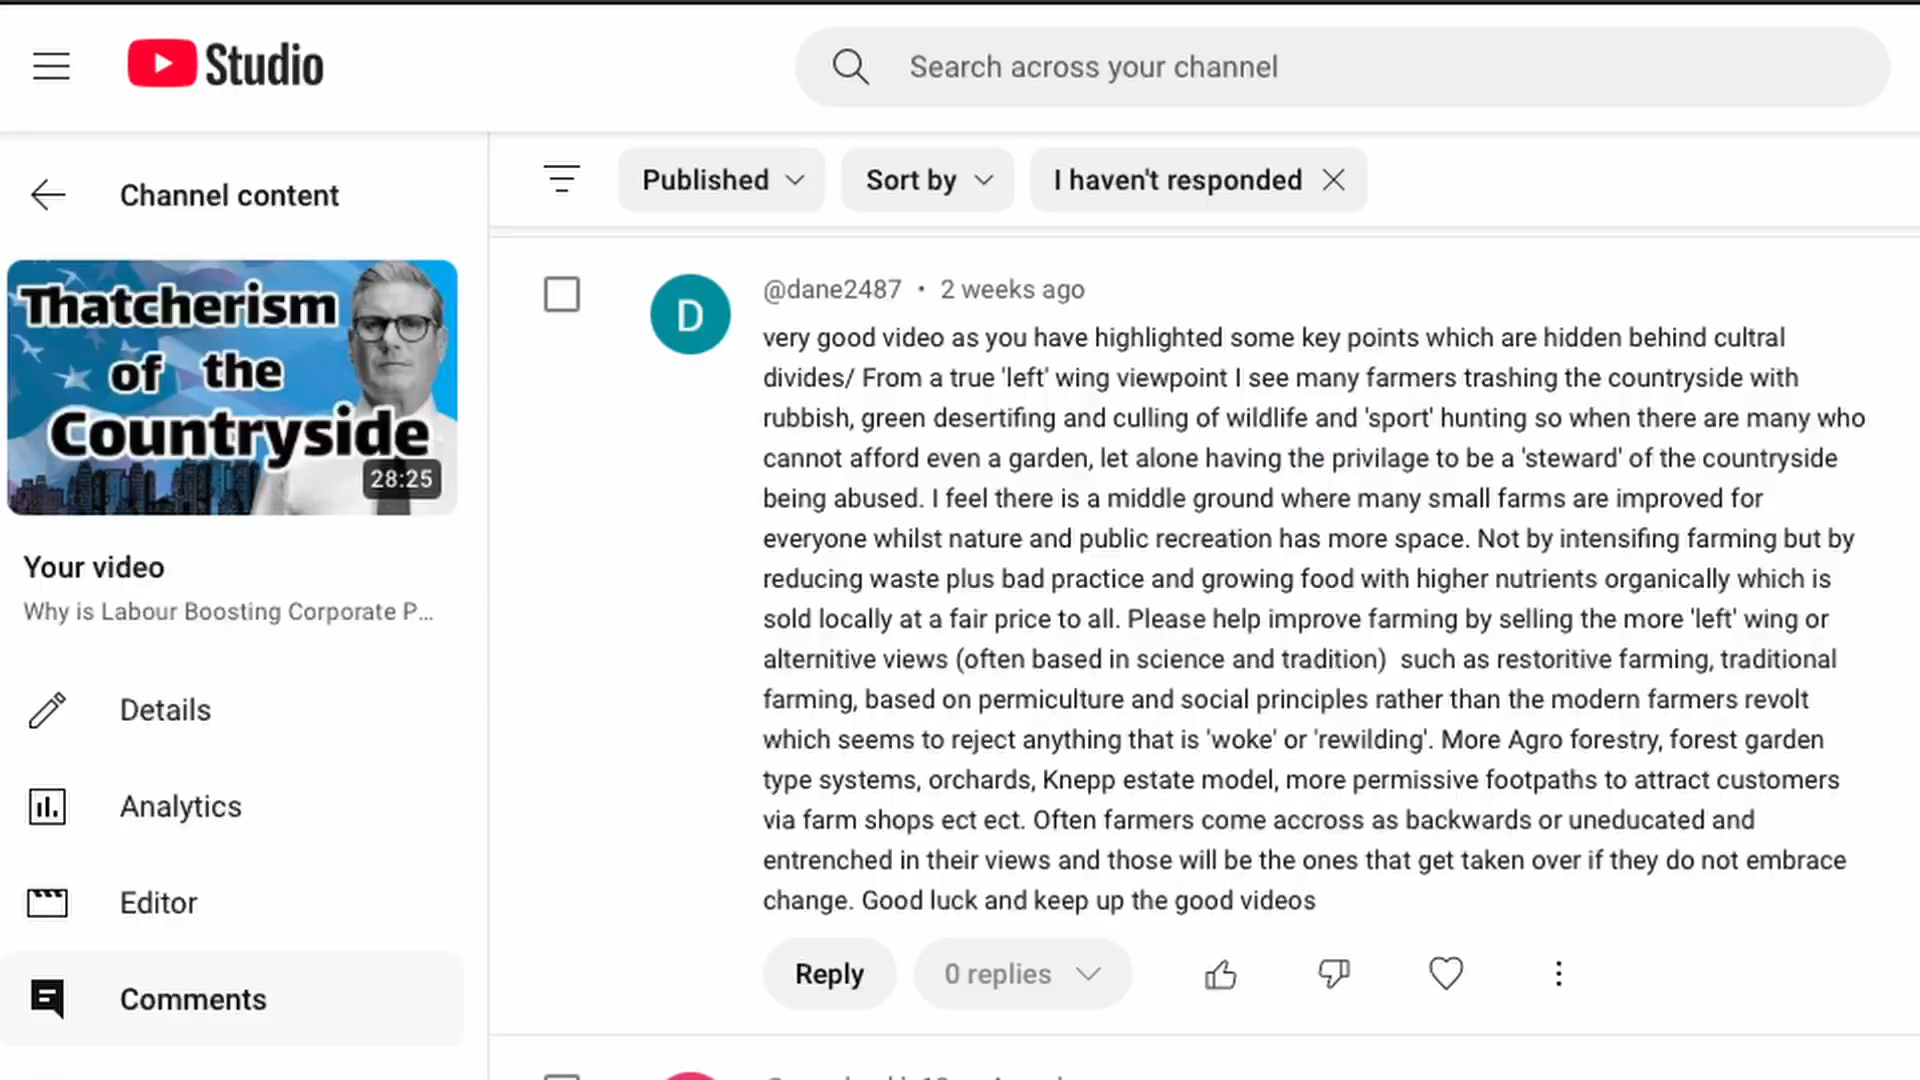 Studio
Search across your channel
Channel content
Published
Sort by
I haven't responded
Thatcherism
of the
Countryside
28:25
Your video
Why is Labour Boosting Corporate P...
Details
Analytics
Editor
Comments
D
@dane2487 • 2 weeks ago
very good video as you have highlighted some key points which are hidden behind cultral
divides/ From a true 'left' wing viewpoint I see many farmers trashing the countryside with
rubbish, green desertifing and culling of wildlife and 'sport' hunting so when there are many who
cannot afford even a garden, let alone having the privilage to be a 'steward' of the countryside
being abused. I feel there is a middle ground where many small farms are improved for
everyone whilst nature and public recreation has more space. Not by intensifing farming but by
reducing waste plus bad practice and growing food with higher nutrients organically which is
sold locally at a fair price to all. Please help improve farming by selling the more 'left' wing or
alternitive views (often based in science and tradition)  such as restoritive farming, traditional
farming, based on permiculture and social principles rather than the modern farmers revolt
which seems to reject anything that is 'woke' or 'rewilding'. More Agro forestry, forest garden
type systems, orchards, Knepp estate model, more permissive footpaths to attract customers
via farm shops ect ect. Often farmers come accross as backwards or uneducated and
entrenched in their views and those will be the ones that get taken over if they do not embrace
change. Good luck and keep up the good videos
Reply
0 replies